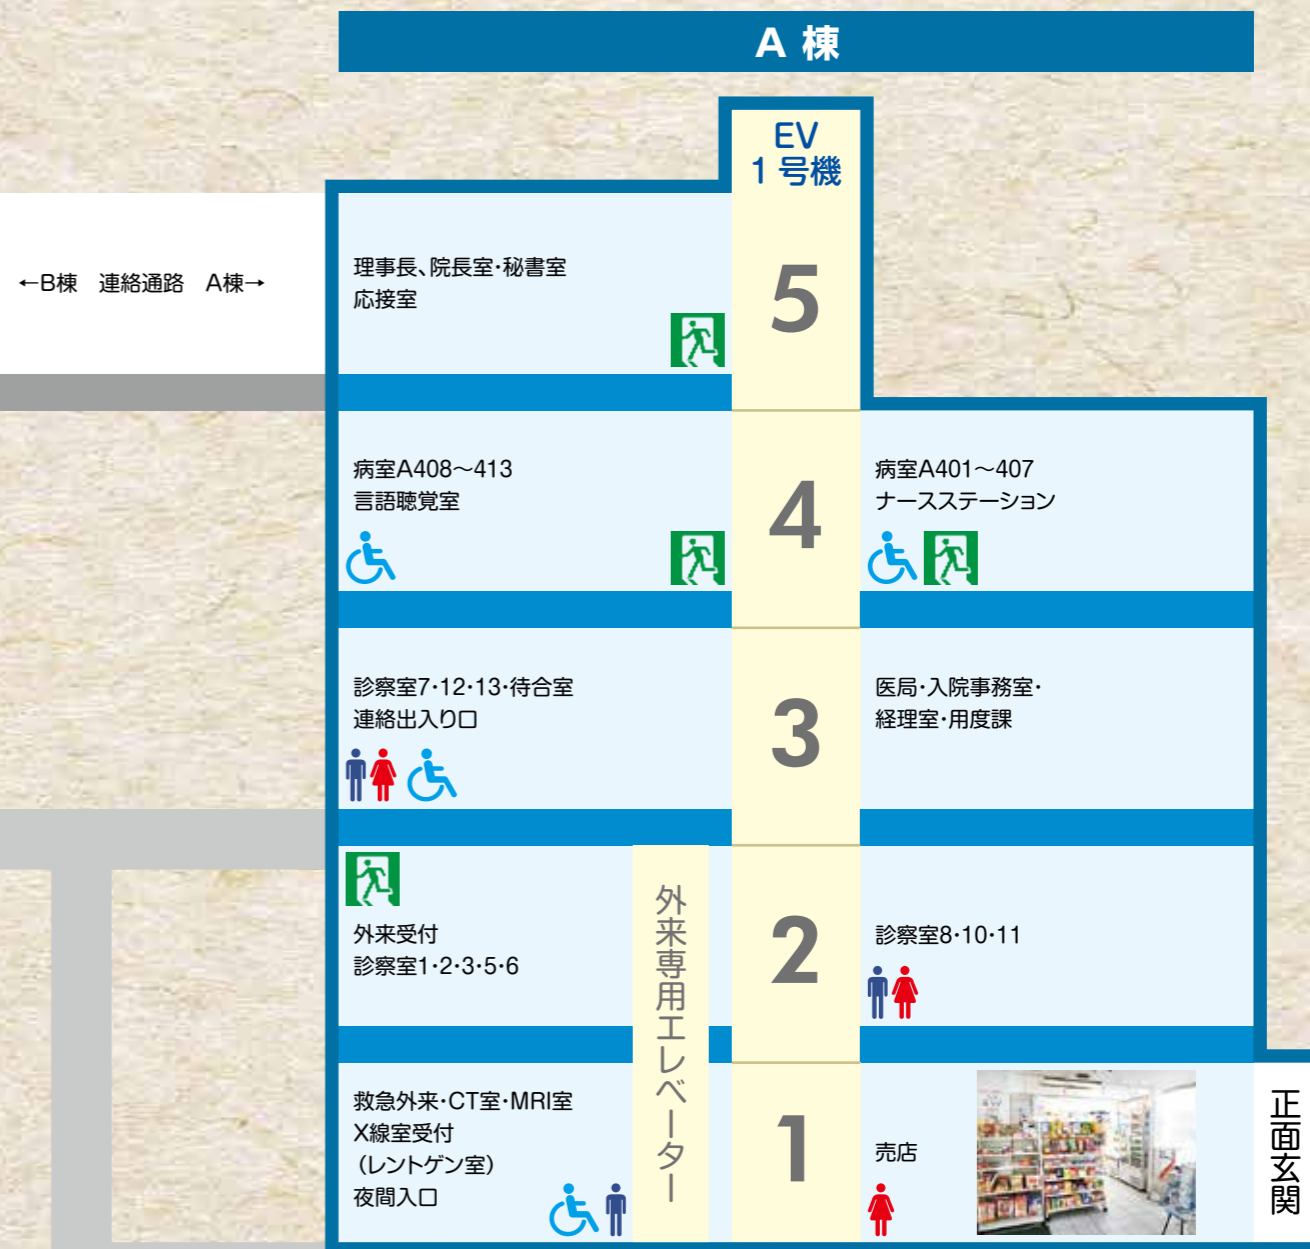 A 棟
EV
1 号機
←B棟　連絡通路　A棟→
理事長、院長室・秘書室
応接室
5
病室A408〜413
言語聴覚室
4
病室A401〜407
ナースステーション
診察室7・12・13・待合室
連絡出入り口
3
医局・入院事務室・
経理室・用度課
外来受付
診察室1・2・3・5・6
外来専用エレベーター
2
診察室8・10・11
救急外来・CT室・MRI室
X線室受付
（レントゲン室）
夜間入口
1
売店
正面玄関